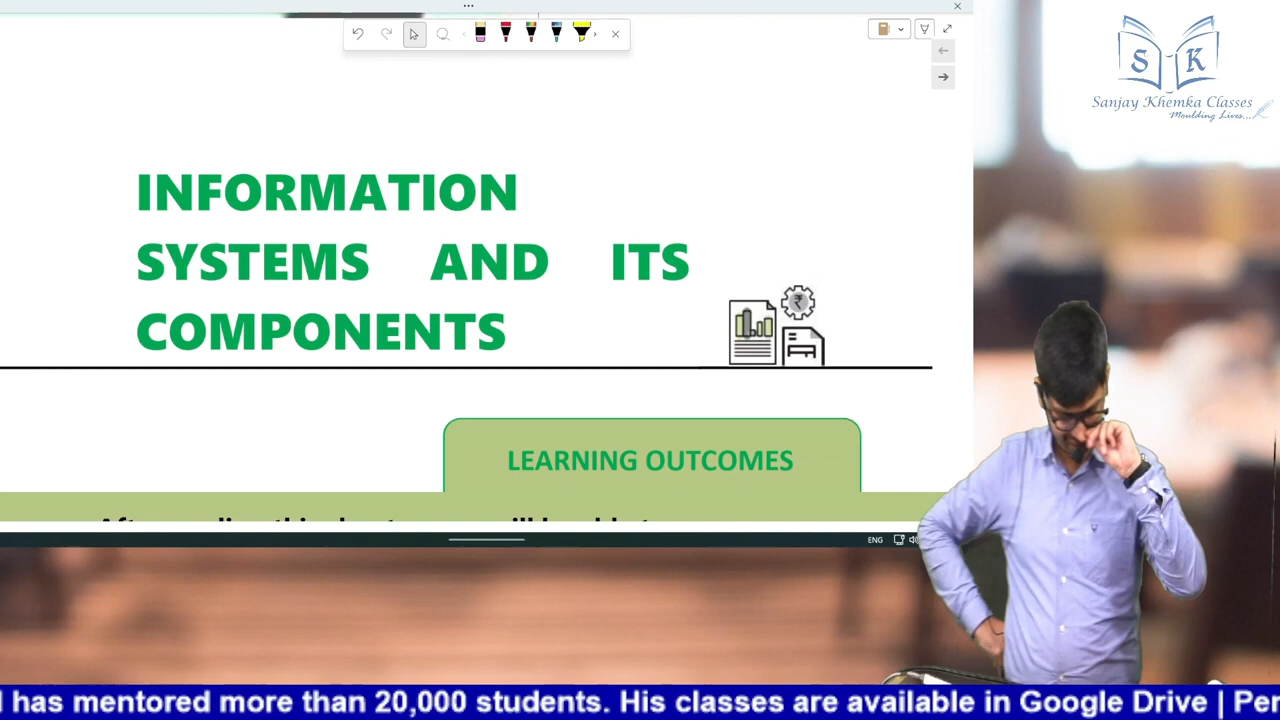 S K
Sanjay Khemka Classes
Moulding Lives...
INFORMATION
SYSTEMS AND ITS
COMPONENTS
₹
LEARNING OUTCOMES
ENG
has mentored more than 20,000 students. His classes are available in Google Drive |